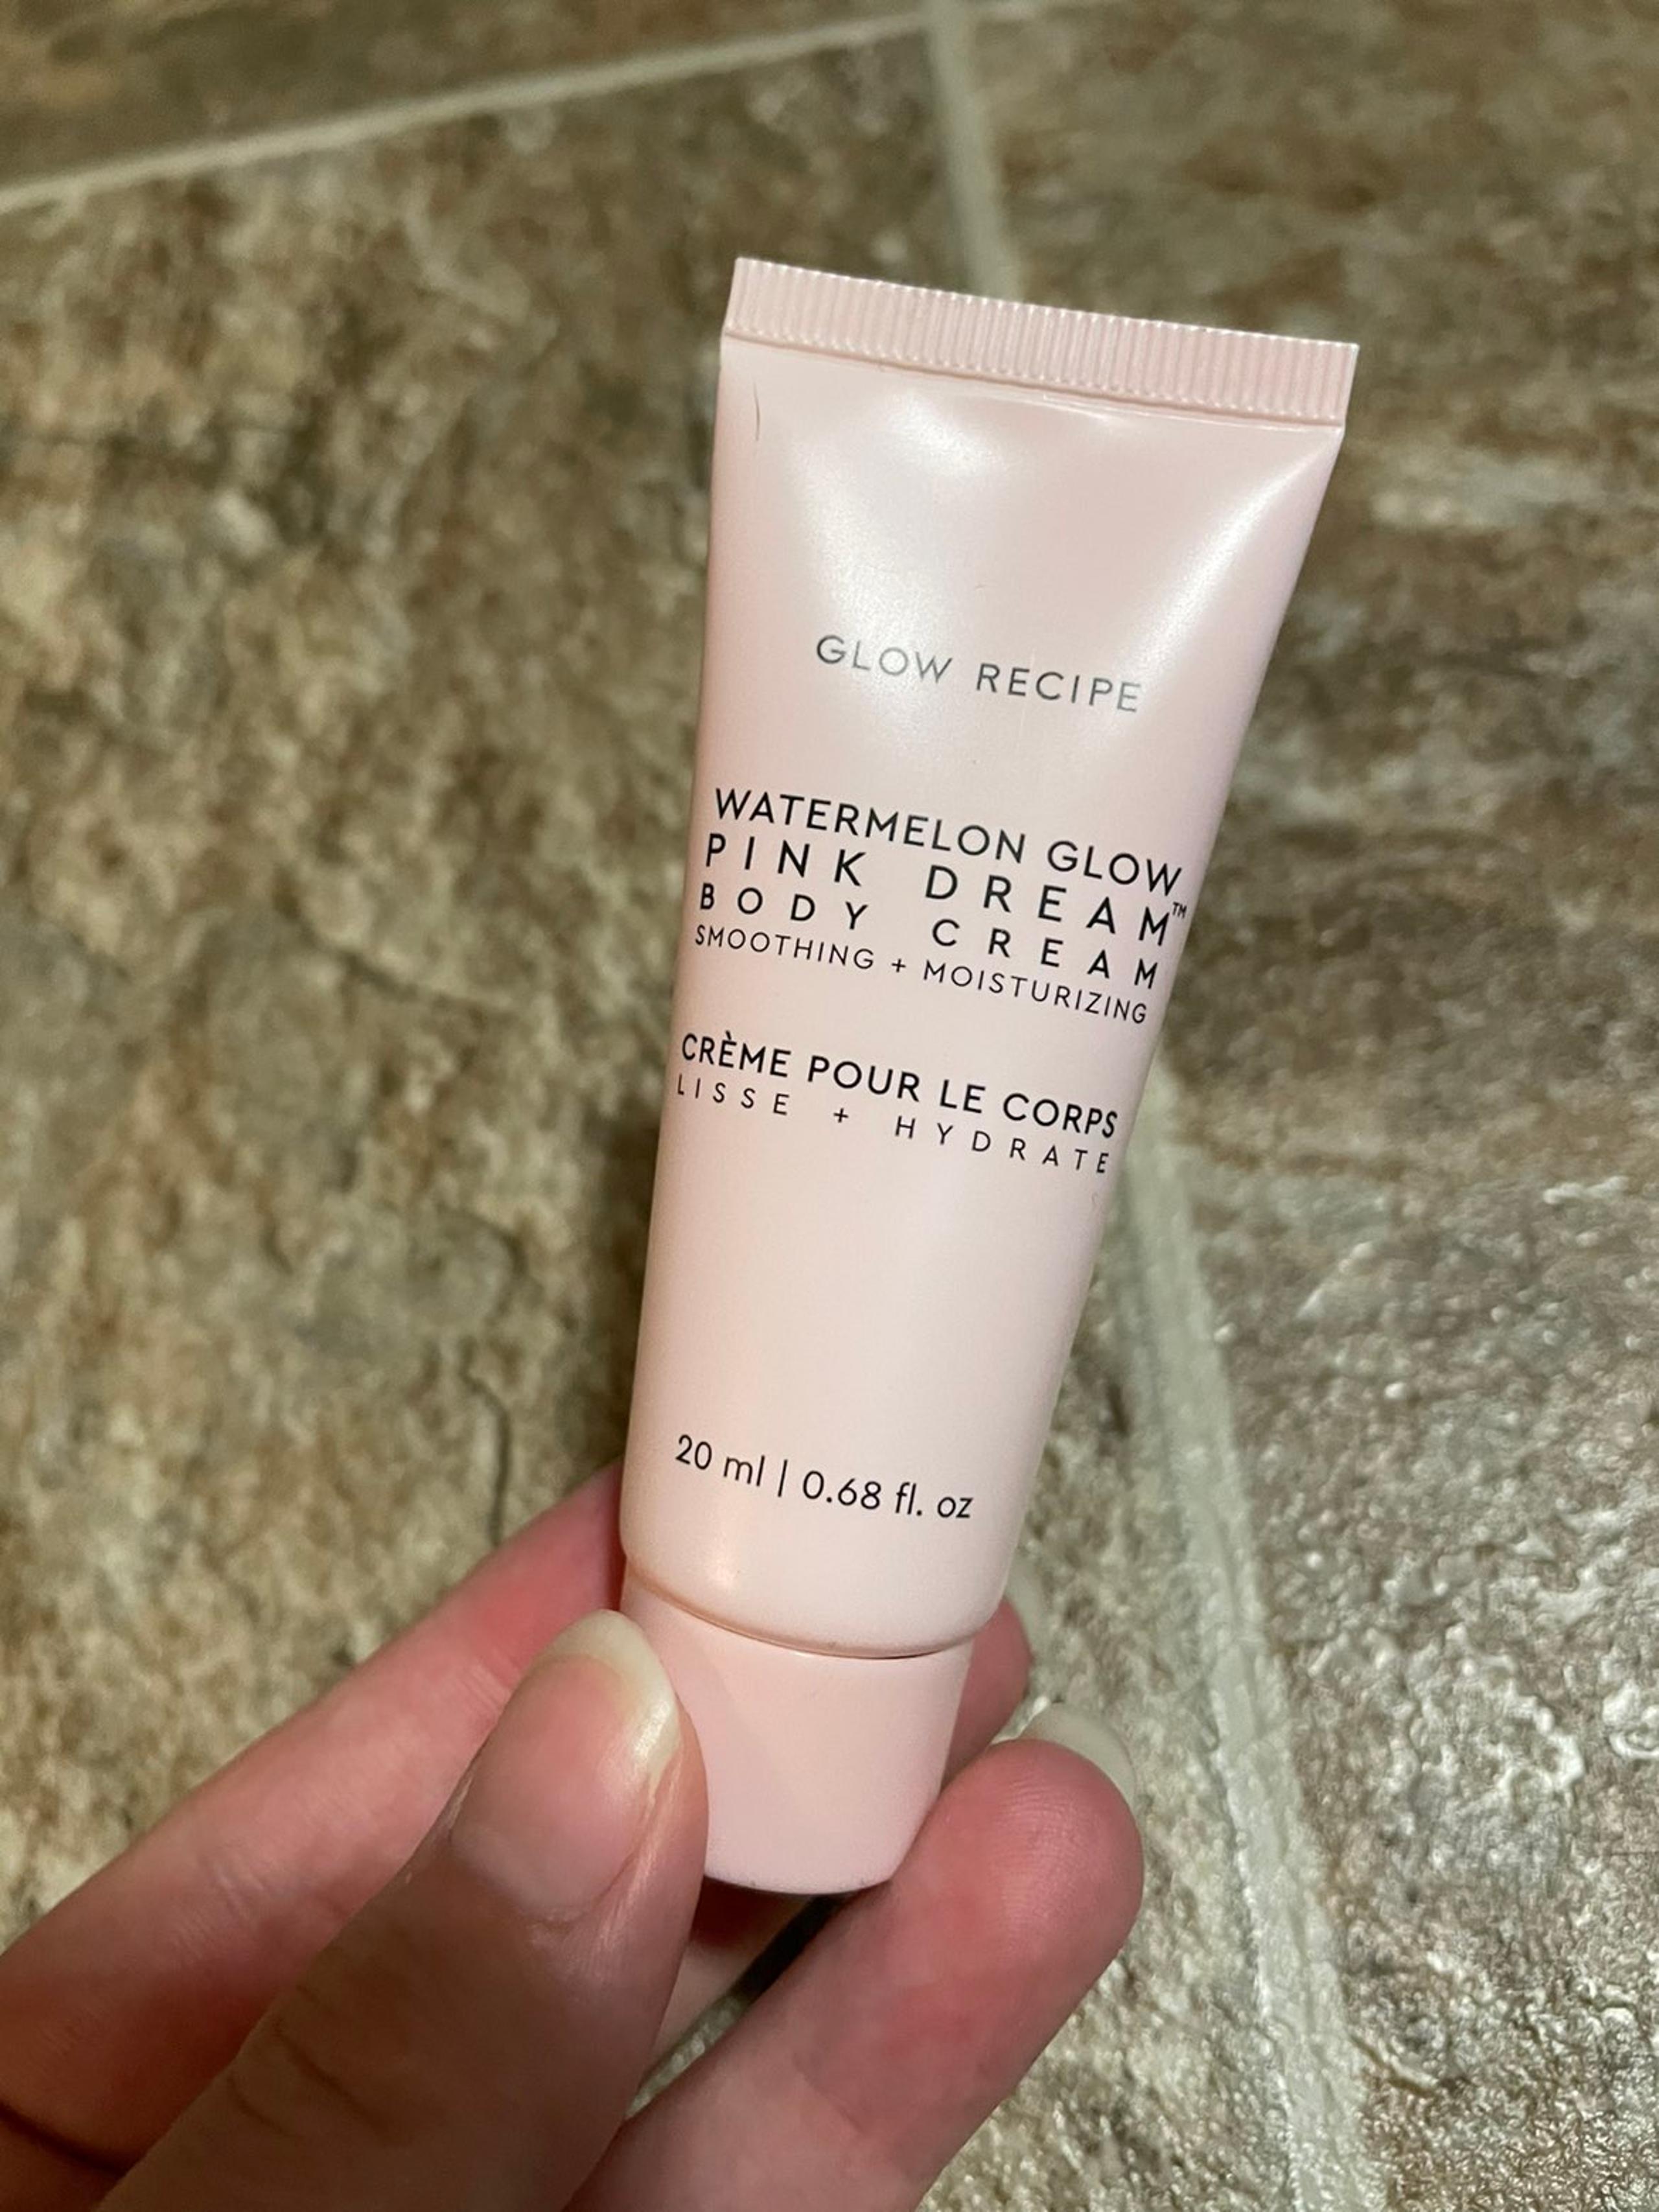 GLOW RECIPE
WATERMELON GLOW
PINK DREAM™
BODY CREAM
SMOOTHING + MOISTURIZING
CRÈME POUR LE CORPS
LISSE + HYDRATE
20 ml | 0.68 fl. oz